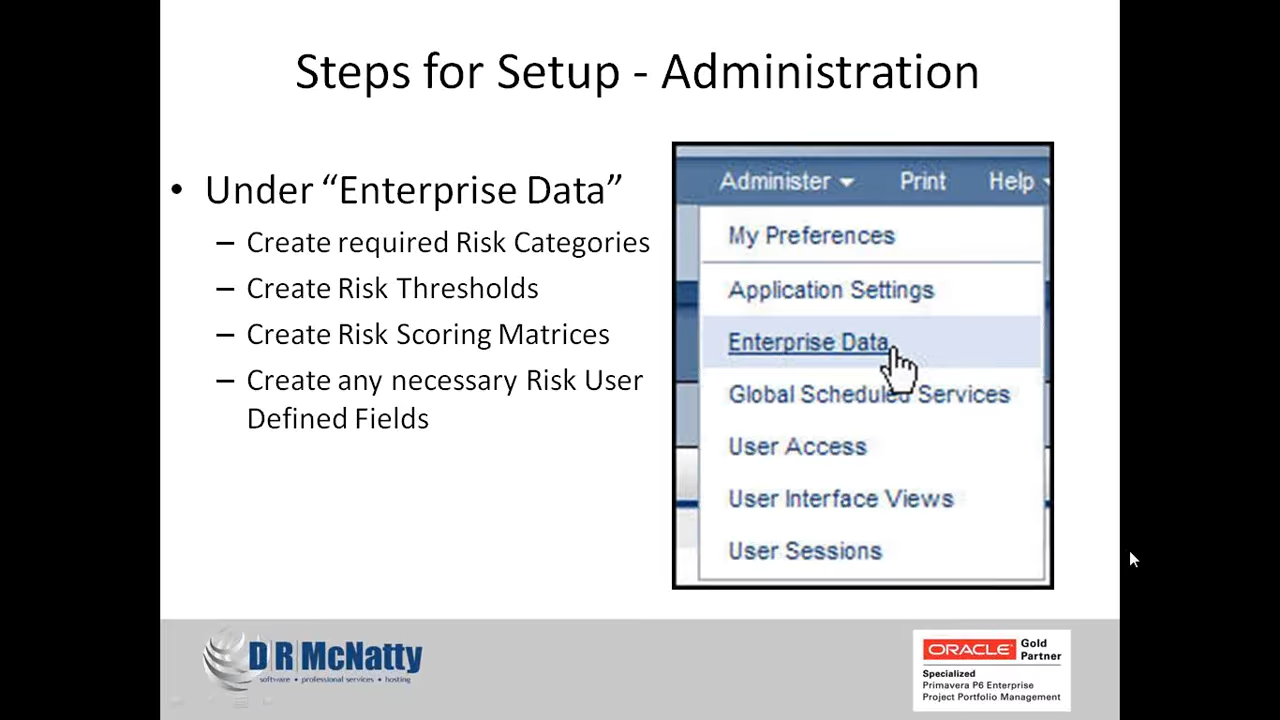 Steps for Setup - Administration
• Under “Enterprise Data”
– Create required Risk Categories
– Create Risk Thresholds
– Create Risk Scoring Matrices
– Create any necessary Risk User
Defined Fields
Administer Print Help
My Preferences
Application Settings
Enterprise Data
Global Scheduled Services
User Access
User Interface Views
User Sessions
D|R|McNatty
software • professional services • hosting
ORACLE Gold
Partner
Specialized
Primavera P6 Enterprise
Project Portfolio Management